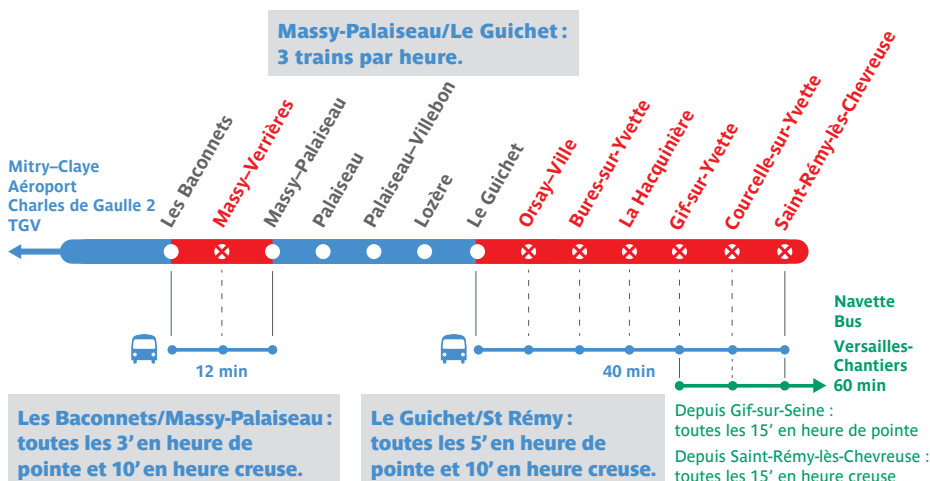 Massy-Palaiseau/Le Guichet :
3 trains par heure.
Mitry–Claye
Aéroport
Charles de Gaulle 2
TGV
Les Baconnets
Massy–Verrières
Massy–Palaiseau
Palaiseau
Palaiseau–Villebon
Lozère
Le Guichet
Orsay–Ville
Bures-sur-Yvette
La Hacquinière
Gif-sur-Yvette
Courcelle-sur-Yvette
Saint-Rémy-lès-Chevreuse
12 min
40 min
Navette
Bus
Versailles-
Chantiers
60 min
Les Baconnets/Massy-Palaiseau :
toutes les 3’ en heure de
pointe et 10’ en heure creuse.
Le Guichet/St Rémy :
toutes les 5’ en heure de
pointe et 10’ en heure creuse.
Depuis Gif-sur-Seine :
toutes les 15’ en heure de pointe
Depuis Saint-Rémy-lès-Chevreuse :
toutes les 15’ en heure creuse